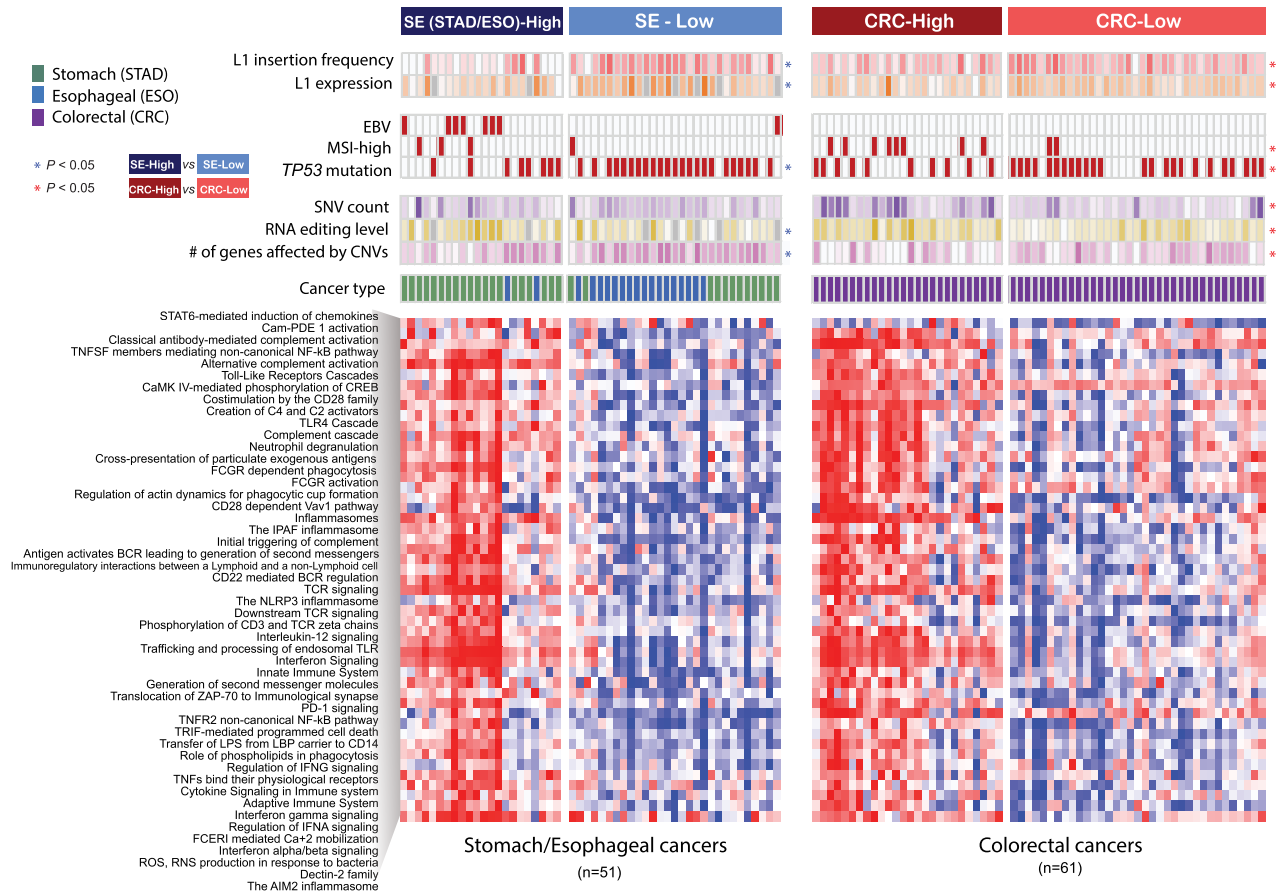 SE (STAD/ESO)-High
SE - Low
CRC-High
CRC-Low
L1 insertion frequency
*
*
L1 expression
*
*
Stomach (STAD)
Esophageal (ESO)
Colorectal (CRC)
EBV
MSI-high
*
TP53 mutation
*
*
* P < 0.05
SE-High vs SE-Low
* P < 0.05
CRC-High vs CRC-Low
SNV count
*
RNA editing level
*
*
# of genes affected by CNVs
*
*
Cancer type
STAT6-mediated induction of chemokines
Cam-PDE 1 activation
Classical antibody-mediated complement activation
TNFSF members mediating non-canonical NF-kB pathway
Alternative complement activation
Toll-Like Receptors Cascades
CaMK IV-mediated phosphorylation of CREB
Costimulation by the CD28 family
Creation of C4 and C2 activators
TLR4 Cascade
Complement cascade
Neutrophil degranulation
Cross-presentation of particulate exogenous antigens
FCGR dependent phagocytosis
FCGR activation
Regulation of actin dynamics for phagocytic cup formation
CD28 dependent Vav1 pathway
Inflammasomes
The IPAF inflammasome
Initial triggering of complement
Antigen activates BCR leading to generation of second messengers
Immunoregulatory interactions between a Lymphoid and a non-Lymphoid cell
CD22 mediated BCR regulation
TCR signaling
The NLRP3 inflammasome
Downstream TCR signaling
Phosphorylation of CD3 and TCR zeta chains
Interleukin-12 signaling
Trafficking and processing of endosomal TLR
Interferon Signaling
Innate Immune System
Generation of second messenger molecules
Translocation of ZAP-70 to Immunological synapse
PD-1 signaling
TNFR2 non-canonical NF-kB pathway
TRIF-mediated programmed cell death
Transfer of LPS from LBP carrier to CD14
Role of phospholipids in phagocytosis
Regulation of IFNG signaling
TNFs bind their physiological receptors
Cytokine Signaling in Immune system
Adaptive Immune System
Interferon gamma signaling
Regulation of IFNA signaling
FCERI mediated Ca+2 mobilization
Interferon alpha/beta signaling
ROS, RNS production in response to bacteria
Dectin-2 family
The AIM2 inflammasome
Stomach/Esophageal cancers
(n=51)
Colorectal cancers
(n=61)